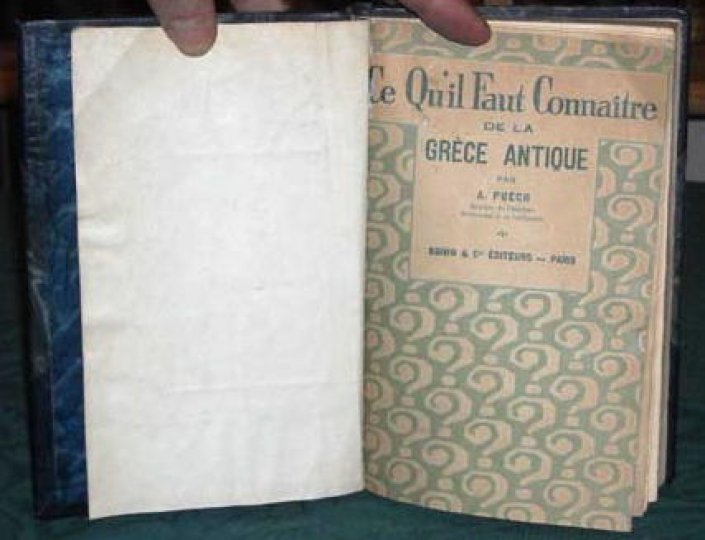 Ce Qu'il Faut Connaître
DE LA
GRÈCE ANTIQUE
PAR
A. PUECH
BOIVIN & Cie ÉDITEURS — PARIS